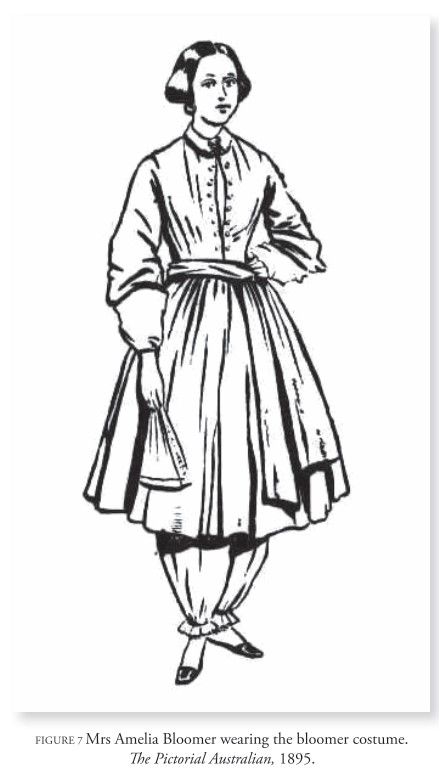 FIGURE 7 Mrs Amelia Bloomer wearing the bloomer costume.
The Pictorial Australian, 1895.